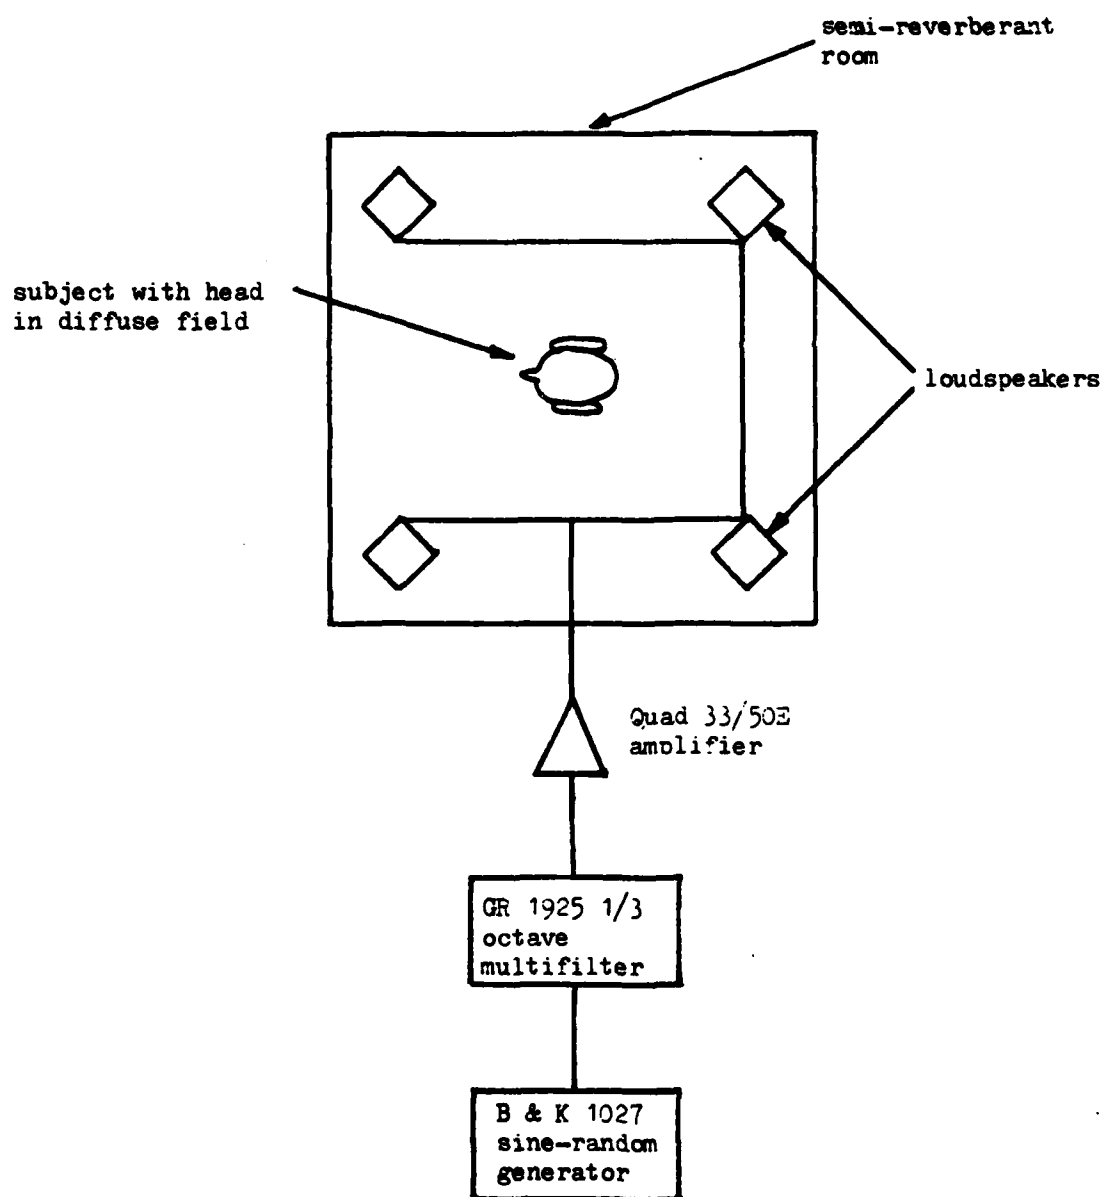 semi-reverberant
room
subject with head
in diffuse field
loudspeakers
Quad 33/50E
amplifier
GR 1925 1/3
octave
multifilter
B & K 1027
sine-random
generator